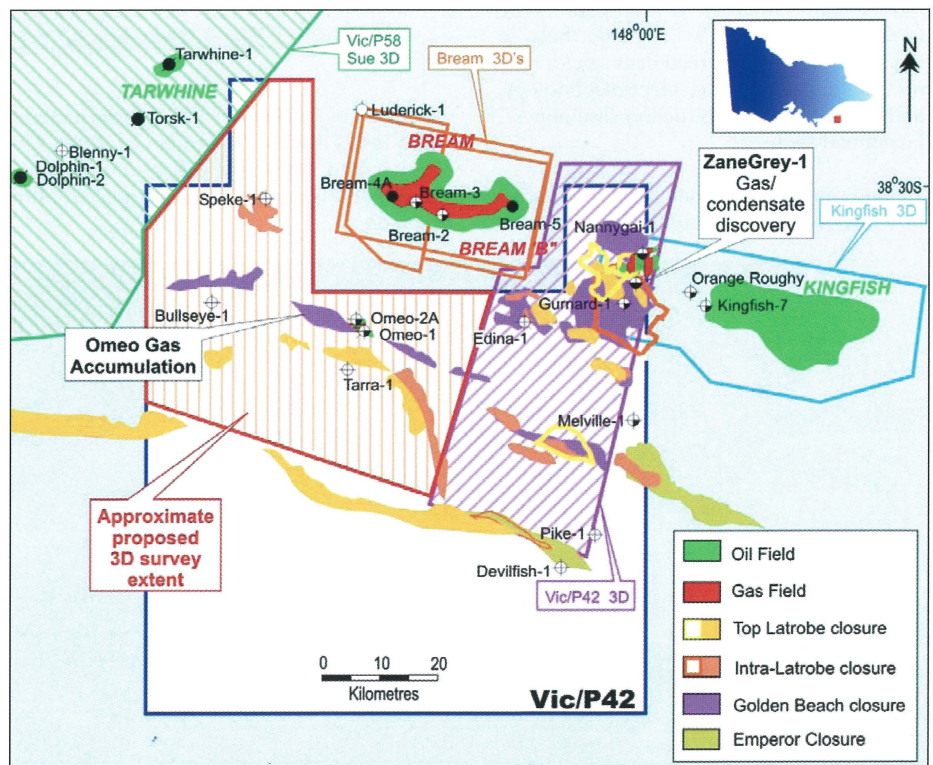 148°00'E
N
Vic/P58
Sue 3D
Bream 3D's
Tarwhine-1
TARWHINE
Torsk-1
Luderick-1
BREAM
Blenny-1
Dolphin-1
Dolphin-2
ZaneGrey-1
Gas/
condensate
discovery
38°30'S
Bream-4A
Bream-3
Speke-1
Bream-2
Bream-5
BREAM "B"
Nannygai-1
Kingfish 3D
Orange Roughy
KINGFISH
Kingfish-7
Gurnard-1
Bullseye-1
Omeo-2A
Omeo-1
Edina-1
Omeo Gas
Accumulation
Tarra-1
Melville-1
Approximate
proposed
3D survey
extent
Pike-1
Devilfish-1
Vic/P42 3D
0 10 20
Kilometres
Vic/P42
Oil Field
Gas Field
Top Latrobe closure
Intra-Latrobe closure
Golden Beach closure
Emperor Closure